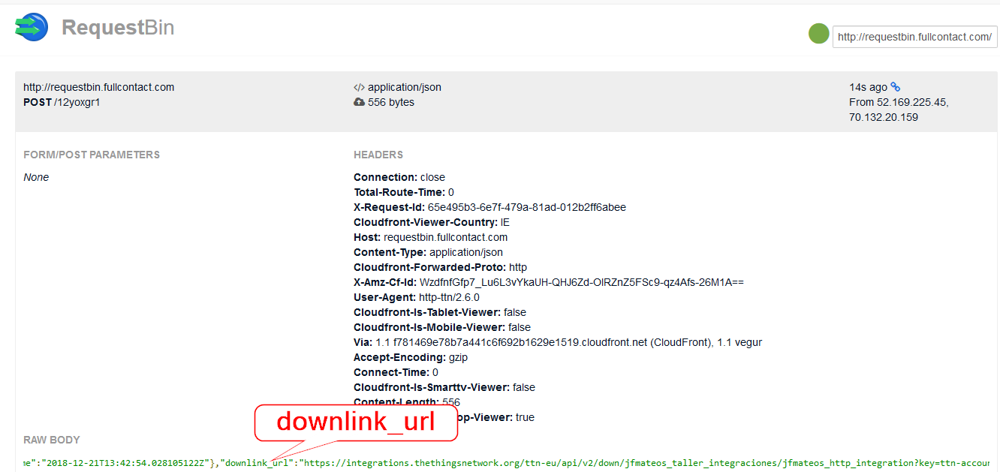 RequestBin
http://requestbin.fullcontact.com/
http://requestbin.fullcontact.com
POST /12yoxgr1
</> application/json
556 bytes
14s ago
From 52.169.225.45,
70.132.20.159
FORM/POST PARAMETERS
None
HEADERS
Connection: close
Total-Route-Time: 0
X-Request-Id: 65e495b3-6e7f-479a-81ad-012b2ff6abee
Cloudfront-Viewer-Country: IE
Host: requestbin.fullcontact.com
Content-Type: application/json
Cloudfront-Forwarded-Proto: http
X-Amz-Cf-Id: WzdfnfGfp7_Lu6L3vYkaUH-QHJ6Zd-OlRZnZ5FSc9-qz4Afs-26M1A==
User-Agent: http-ttn/2.6.0
Cloudfront-Is-Tablet-Viewer: false
Cloudfront-Is-Mobile-Viewer: false
Via: 1.1 f781469e78b7a441c6f692b1629e1519.cloudfront.net (CloudFront), 1.1 vegur
Accept-Encoding: gzip
Connect-Time: 0
Cloudfront-Is-Smarttv-Viewer: false
Content-Length: 556
op-Viewer: true
downlink_url
RAW BODY
me":"2018-12-21T13:42:54.028105122Z"},"downlink_url":"https://integrations.thethingsnetwork.org/ttn-eu/api/v2/down/jfmateos_taller_integraciones/jfmateos_http_integration?key=ttn-accoun